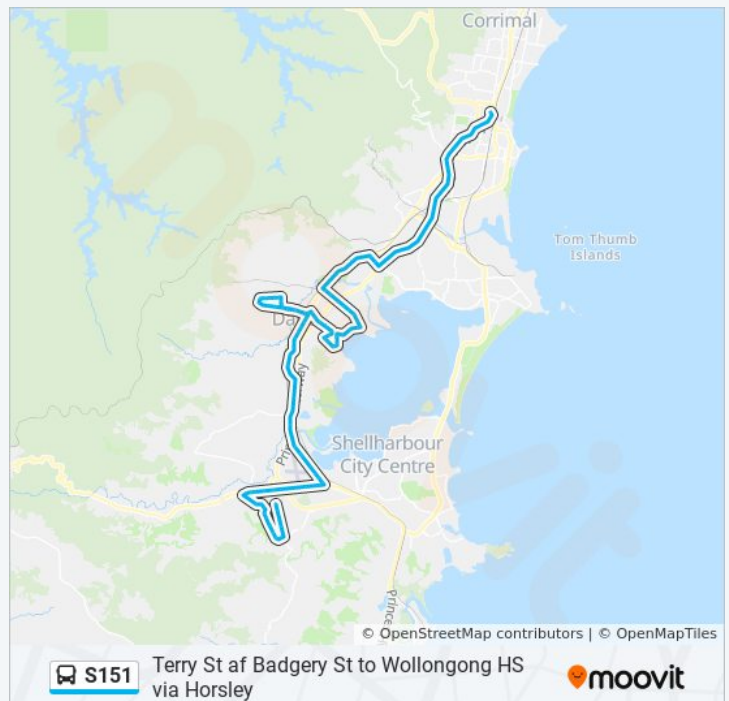 Corrimal
Tom Thumb
Islands
Da
Shellharbour
City Centre
© OpenStreetMap contributors | © OpenMapTiles
S151
Terry St af Badgery St to Wollongong HS
via Horsley
moovit